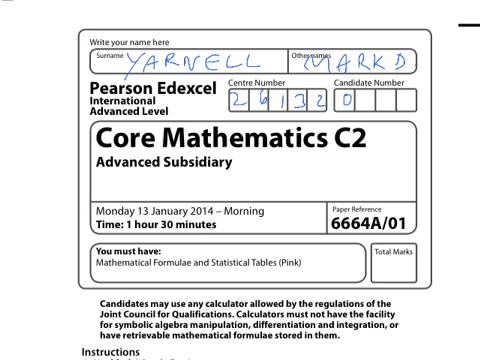 Write your name here
Surname YARNELL Other names MARK D
Pearson Edexcel Centre Number Candidate Number
International 2 6 1 3 2 0
Advanced Level
Core Mathematics C2
Advanced Subsidiary
Monday 13 January 2014 – Morning Paper Reference
Time: 1 hour 30 minutes 6664A/01
You must have: Total Marks
Mathematical Formulae and Statistical Tables (Pink)
Candidates may use any calculator allowed by the regulations of the
Joint Council for Qualifications. Calculators must not have the facility
for symbolic algebra manipulation, differentiation and integration, or
have retrievable mathematical formulae stored in them.
Instructions